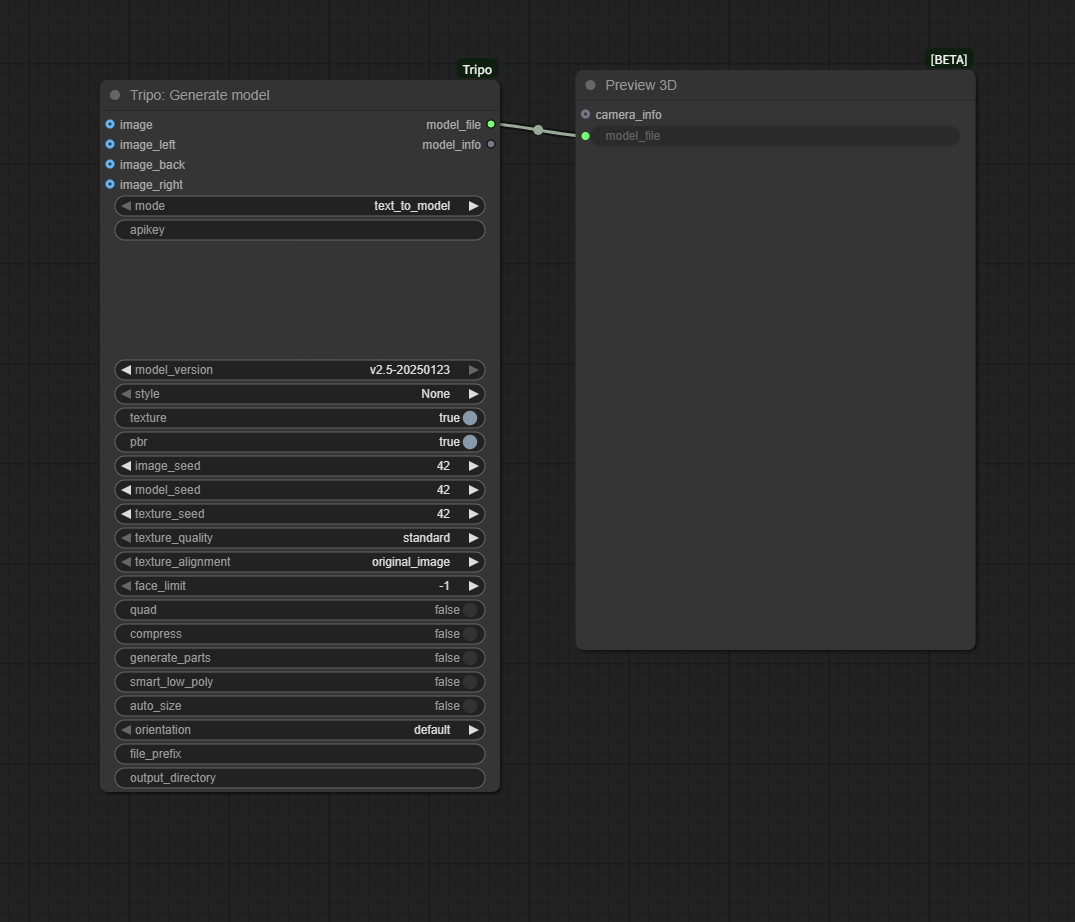 Tripo
Tripo: Generate model
image
model_file
image_left
model_info
image_back
image_right
mode text_to_model
apikey
model_version v2.5-20250123
style None
texture true
pbr true
image_seed 42
model_seed 42
texture_seed 42
texture_quality standard
texture_alignment original_image
face_limit -1
quad false
compress false
generate_parts false
smart_low_poly false
auto_size false
orientation default
file_prefix
output_directory
[BETA]
Preview 3D
camera_info
model_file